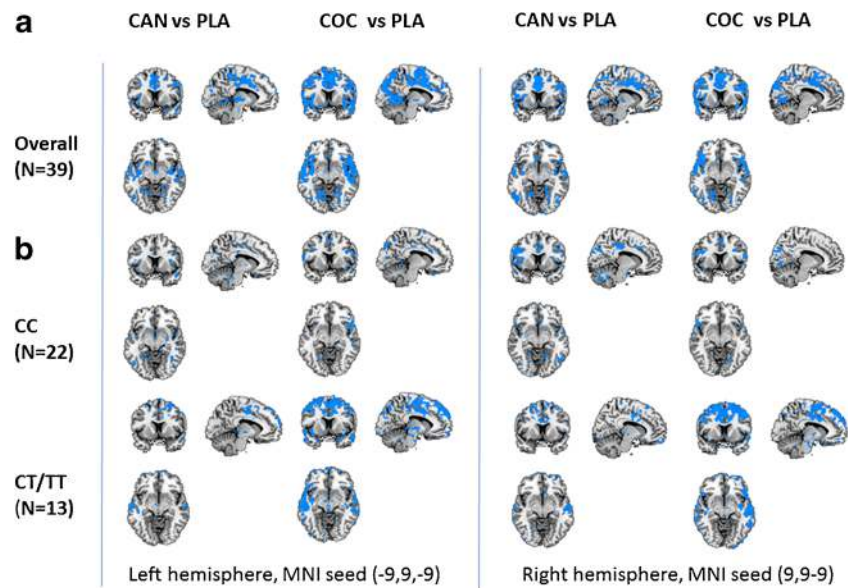 a
CAN vs PLA COC vs PLA CAN vs PLA COC vs PLA
Overall
(N=39)
b
CC
(N=22)
CT/TT
(N=13)
Left hemisphere, MNI seed (-9,9,-9) Right hemisphere, MNI seed (9,9-9)